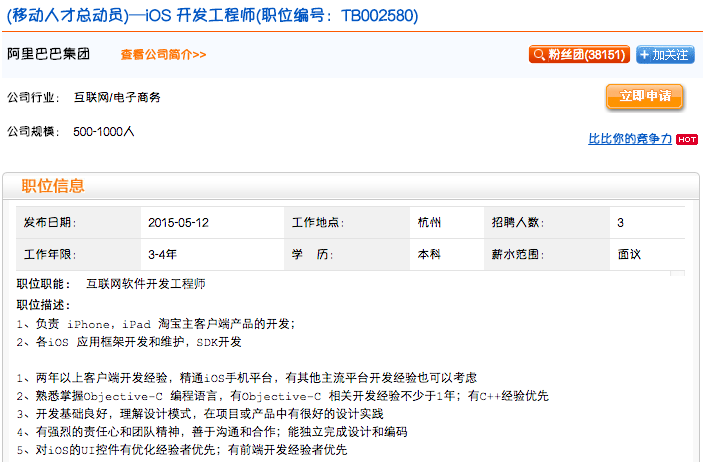 (移动人才总动员)—iOS 开发工程师(职位编号：TB002580)
阿里巴巴集团 查看公司简介>> 粉丝团(38151) +加关注
公司行业： 互联网/电子商务 立即申请
公司规模： 500-1000人
比比你的竞争力 HOT
职位信息
发布日期： 2015-05-12 工作地点： 杭州 招聘人数： 3
工作年限： 3-4年 学 历： 本科 薪水范围： 面议
职位职能： 互联网软件开发工程师
职位描述：
1、负责 iPhone，iPad 淘宝主客户端产品的开发；
2、各iOS 应用框架开发和维护，SDK开发
1、两年以上客户端开发经验，精通iOS手机平台，有其他主流平台开发经验也可以考虑
2、熟悉掌握Objective-C 编程语言，有Objective-C 相关开发经验不少于1年；有C++经验优先
3、开发基础良好，理解设计模式，在项目或产品中有很好的设计实践
4、有强烈的责任心和团队精神，善于沟通和合作；能独立完成设计和编码
5、对iOS的UI控件有优化经验者优先；有前端开发经验者优先